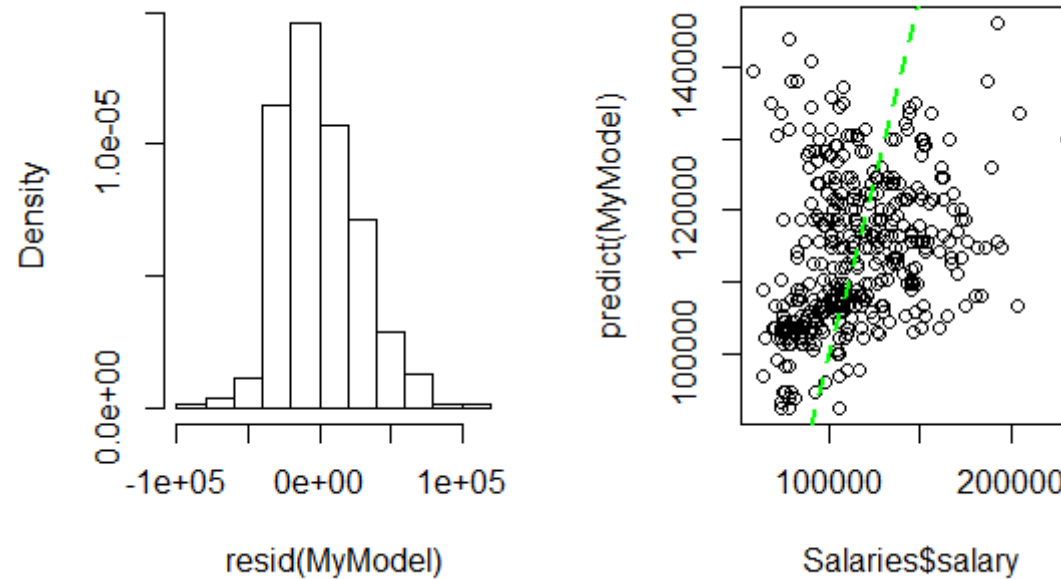 Density
0.0e+00
1.0e-05
-1e+05
0e+00
1e+05
resid(MyModel)
predict(MyModel)
100000
120000
140000
100000
200000
Salaries$salary